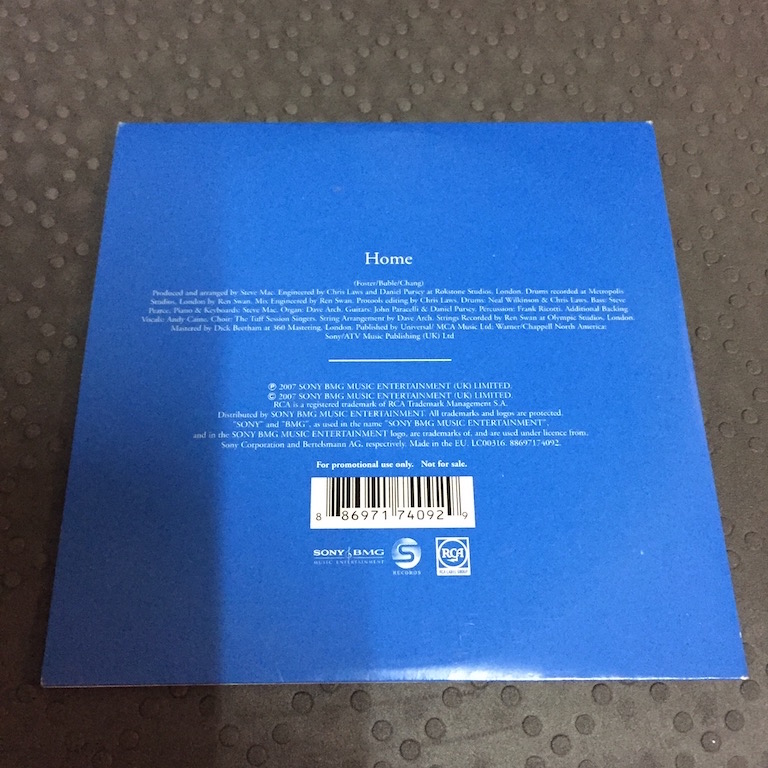 Home
(Foster/Buble/Chang)
Produced and arranged by Steve Mac. Engineered by Chris Laws and Daniel Pursey at Rokstone Studios, London. Drums recorded at Metropolis
Studios, London by Ren Swan. Mix Engineered by Ren Swan. Protools editing by Chris Laws. Drums: Neal Wilkinson & Chris Laws. Bass: Steve
Pearce, Piano & Keyboards: Steve Mac. Organ: Dave Arch. Guitars: John Paracelli & Daniel Pursey. Percussion: Frank Ricotti. Additional Backing
Vocals: Andy Caine. Choir: The Tuff Session Singers. String Arrangement by Dave Arch. Strings Recorded by Ren Swan at Olympic Studios, London.
Mastered by Dick Beetham at 360 Mastering, London. Published by Universal/ MCA Music Ltd; Warner/Chappell North America;
Sony/ATV Music Publishing (UK) Ltd
℗ 2007 SONY BMG MUSIC ENTERTAINMENT (UK) LIMITED.
© 2007 SONY BMG MUSIC ENTERTAINMENT (UK) LIMITED.
RCA is a registered trademark of RCA Trademark Management S.A.
Distributed by SONY BMG MUSIC ENTERTAINMENT. All trademarks and logos are protected.
"SONY" and "BMG", as used in the name "SONY BMG MUSIC ENTERTAINMENT",
and in the SONY BMG MUSIC ENTERTAINMENT logo, are trademarks of, and are used under licence from,
Sony Corporation and Bertelsmann AG, respectively. Made in the EU. LC00316. 88697174092.
For promotional use only. Not for sale.
8 86971 74092 9
SONY BMG
MUSIC ENTERTAINMENT
S
RECORDS
RCA